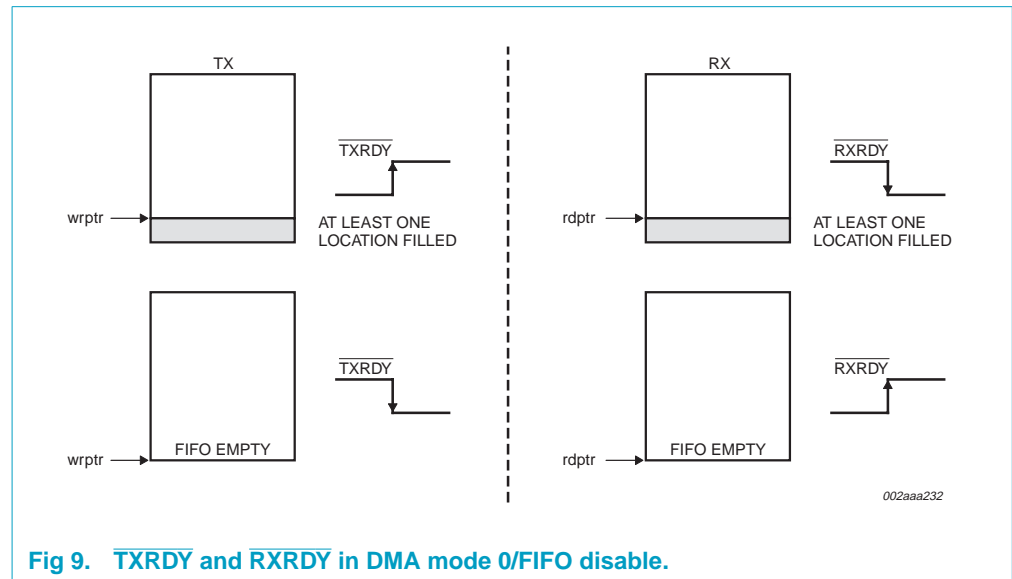 TX
TXRDY
wrptr
AT LEAST ONE
LOCATION FILLED
TXRDY
wrptr
FIFO EMPTY
RX
RXRDY
rdptr
AT LEAST ONE
LOCATION FILLED
RXRDY
rdptr
FIFO EMPTY
002aaa232
Fig 9. TXRDY and RXRDY in DMA mode 0/FIFO disable.